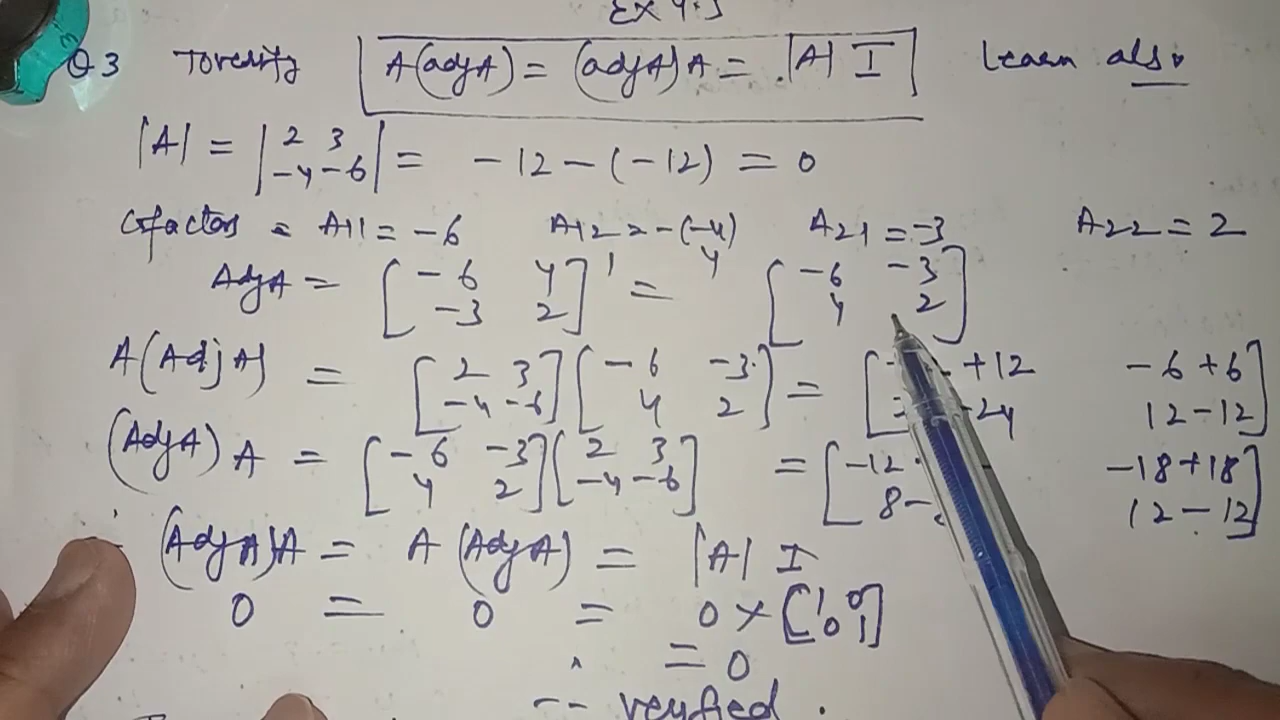 Ex 4.5
Q3 To verify A(adjA) = (adjA)A = |A| I Learn also
|A| = | 2 3 -4 -6 | = -12 - (-12) = 0
Cofactors = A11 = -6 A12 = -(-4) 4 A21 = -3 A22 = 2
AdjA = [ -6 4 -3 2 ]' = [ -6 -3 4 2 ]
A(AdjA) = [ 2 3 -4 -6 ] [ -6 -3 4 2 ] = [ +12 -6+6 -24 12-12 ]
(AdjA)A = [ -6 -3 4 2 ] [ 2 3 -4 -6 ] = [ -12 -18+18 8- 12-12 ]
(AdjA)A = A(AdjA) = |A| I
0 = 0 = 0 × [ 1 0 0 1 ]
= 0
-- verified.